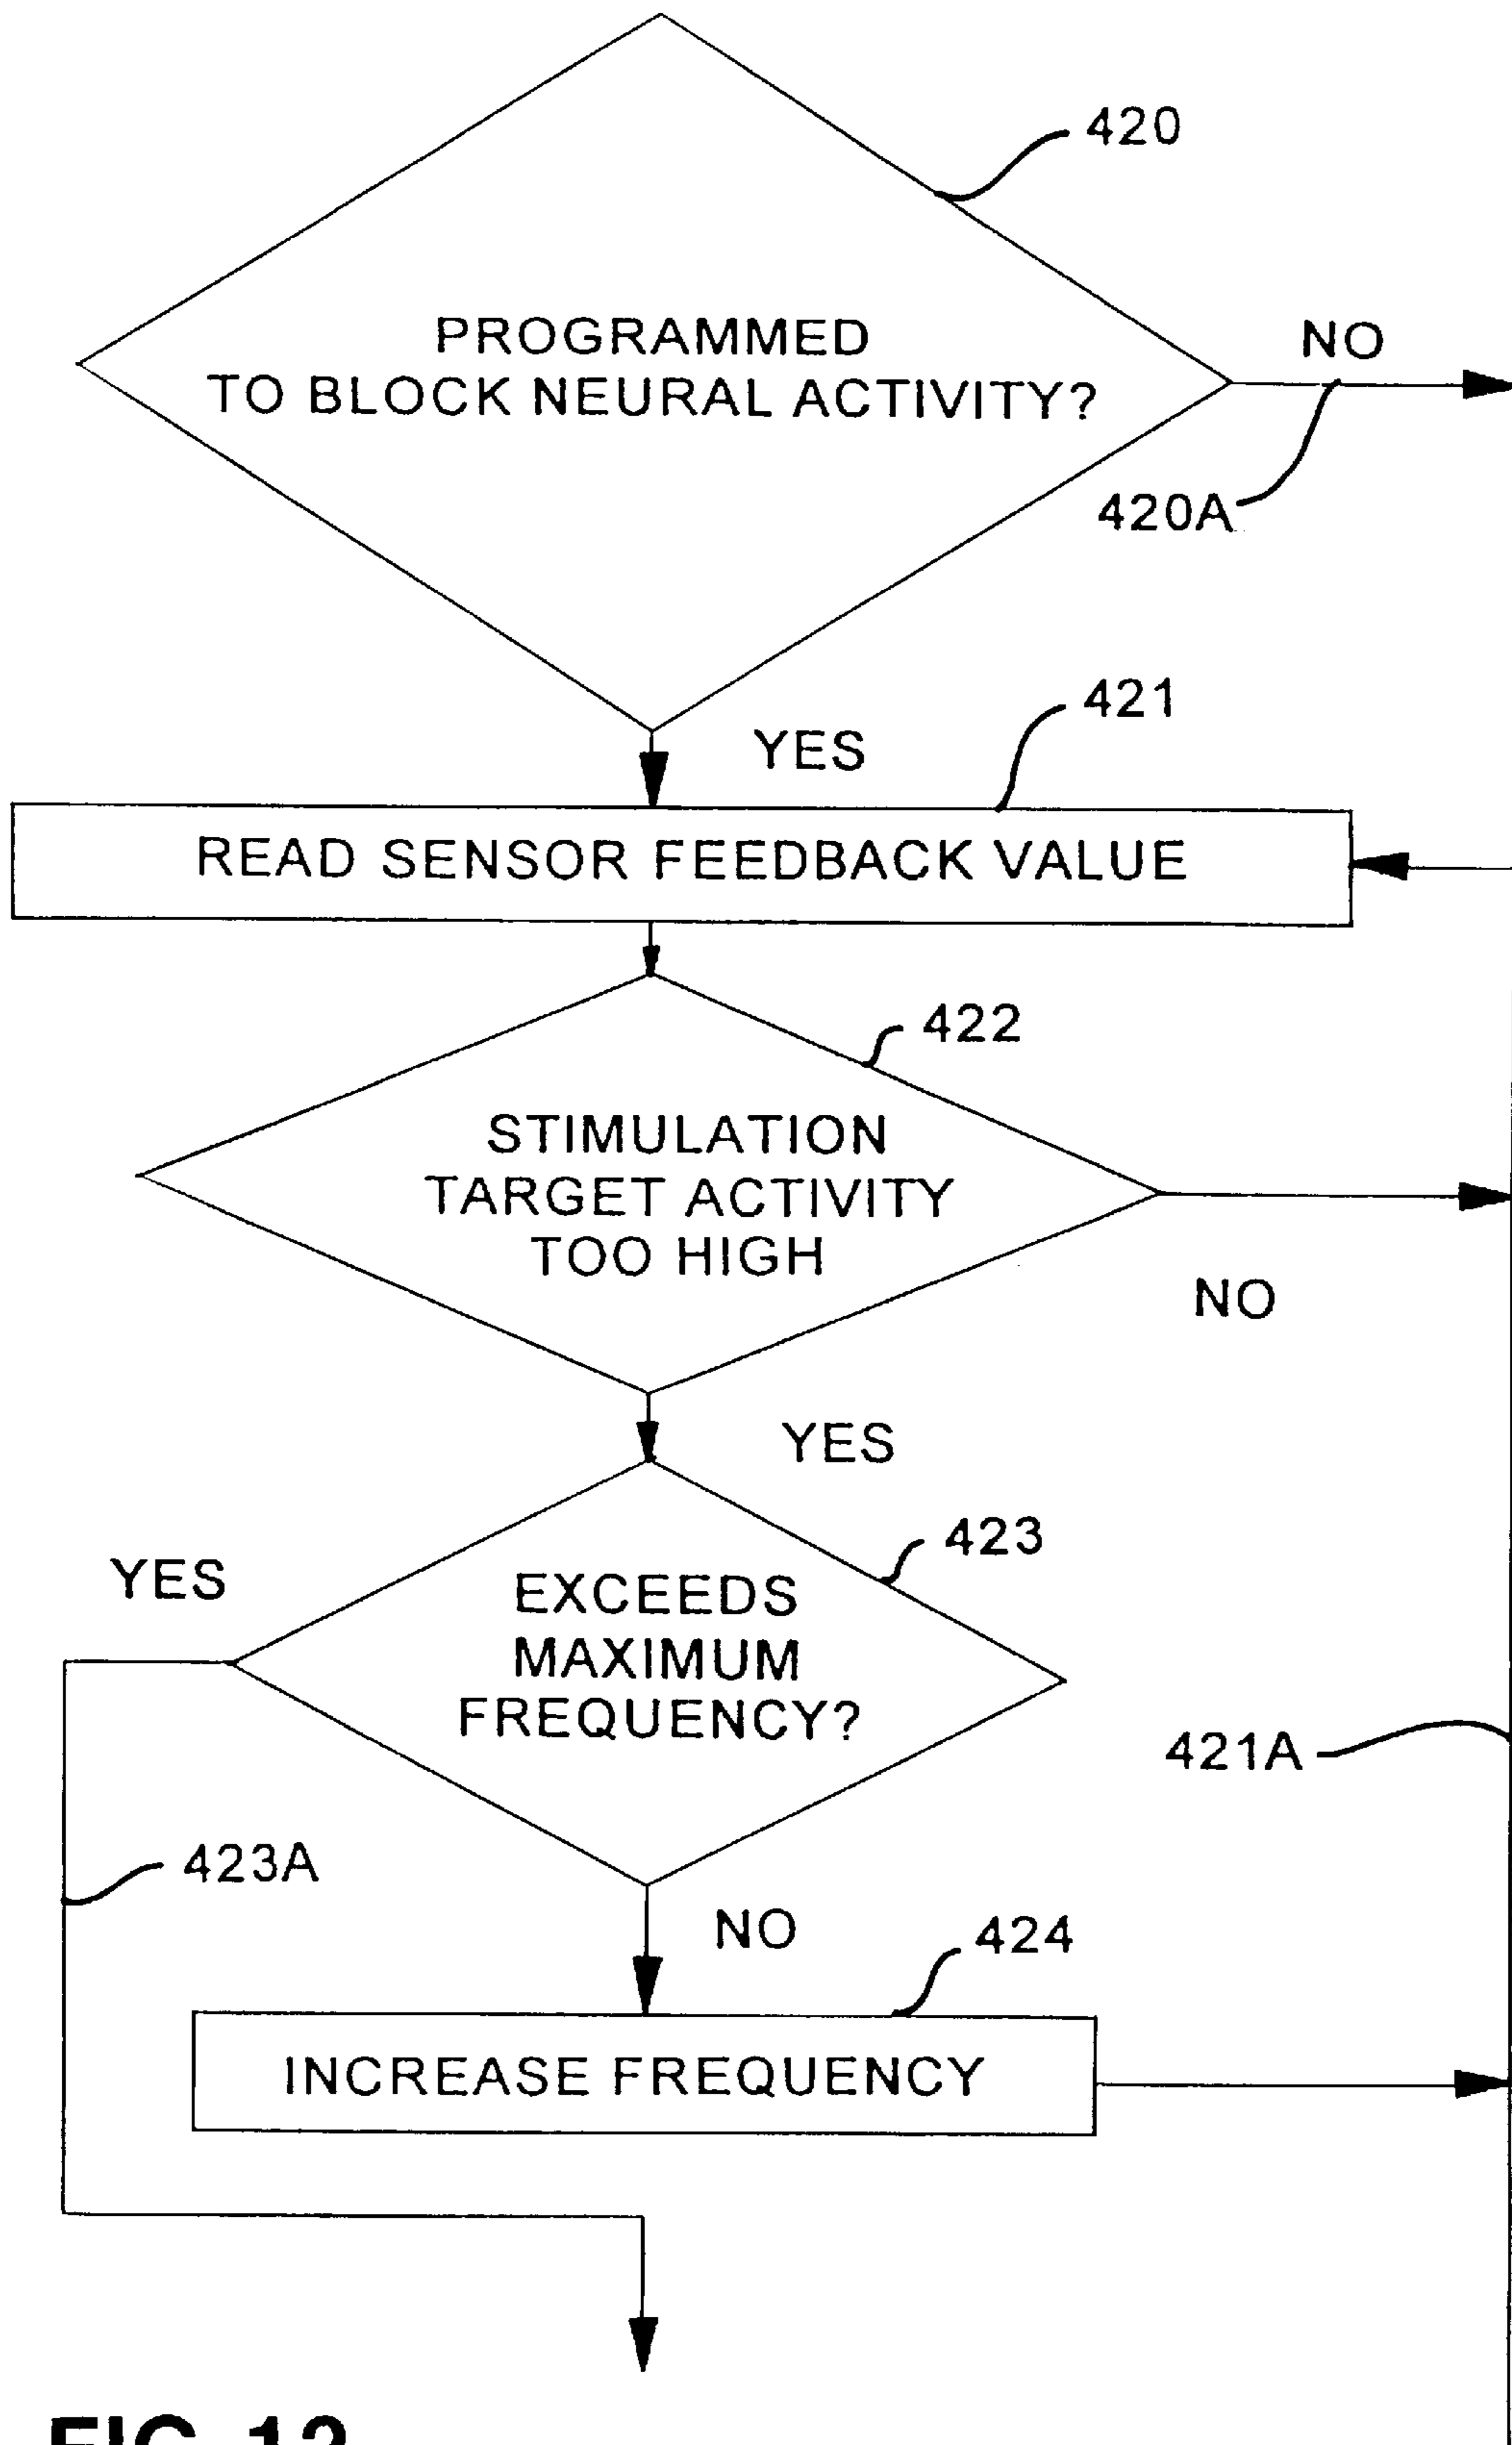 420
PROGRAMMED
TO BLOCK NEURAL ACTIVITY?
NO
420A
421
YES
READ SENSOR FEEDBACK VALUE
422
STIMULATION
TARGET ACTIVITY
TOO HIGH
NO
YES
423
YES
EXCEEDS
MAXIMUM
FREQUENCY?
421A
423A
NO
424
INCREASE FREQUENCY